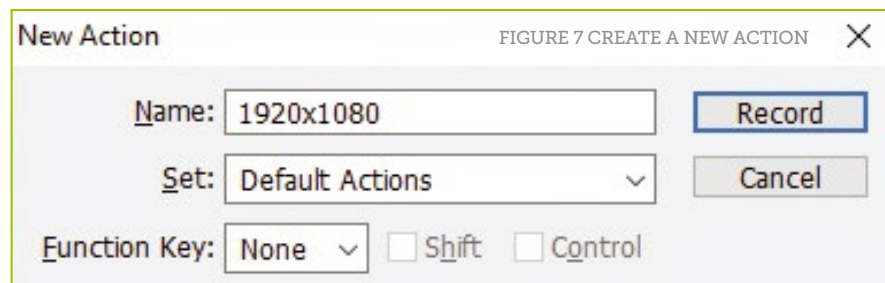 New Action FIGURE 7 CREATE A NEW ACTION
Name: 1920x1080 Record
Set: Default Actions Cancel
Function Key: None Shift Control